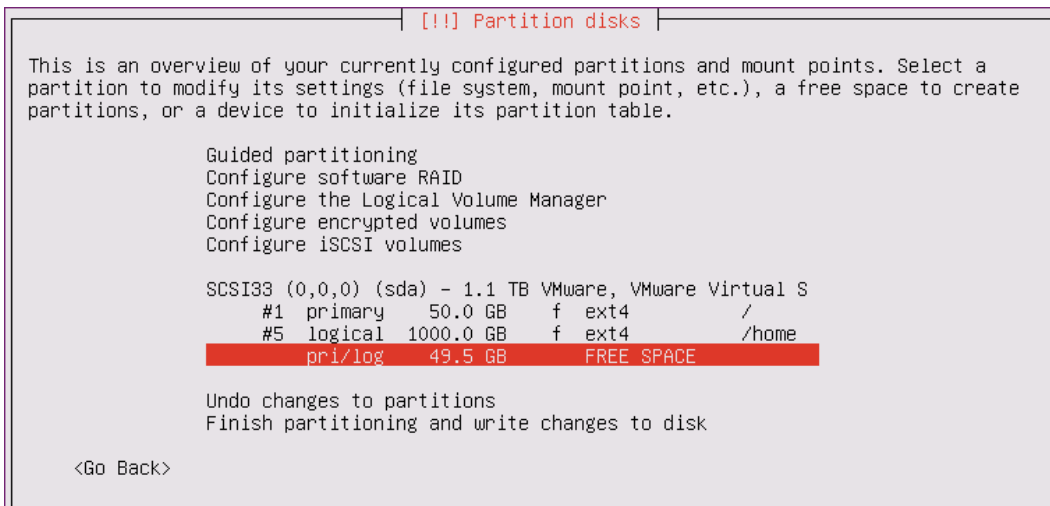 [!!] Partition disks
This is an overview of your currently configured partitions and mount points. Select a
partition to modify its settings (file system, mount point, etc.), a free space to create
partitions, or a device to initialize its partition table.
Guided partitioning
Configure software RAID
Configure the Logical Volume Manager
Configure encrypted volumes
Configure iSCSI volumes
SCSI33 (0,0,0) (sda) - 1.1 TB VMware, VMware Virtual S
#1 primary 50.0 GB f ext4 /
#5 logical 1000.0 GB f ext4 /home
pri/log 49.5 GB FREE SPACE
Undo changes to partitions
Finish partitioning and write changes to disk
<Go Back>